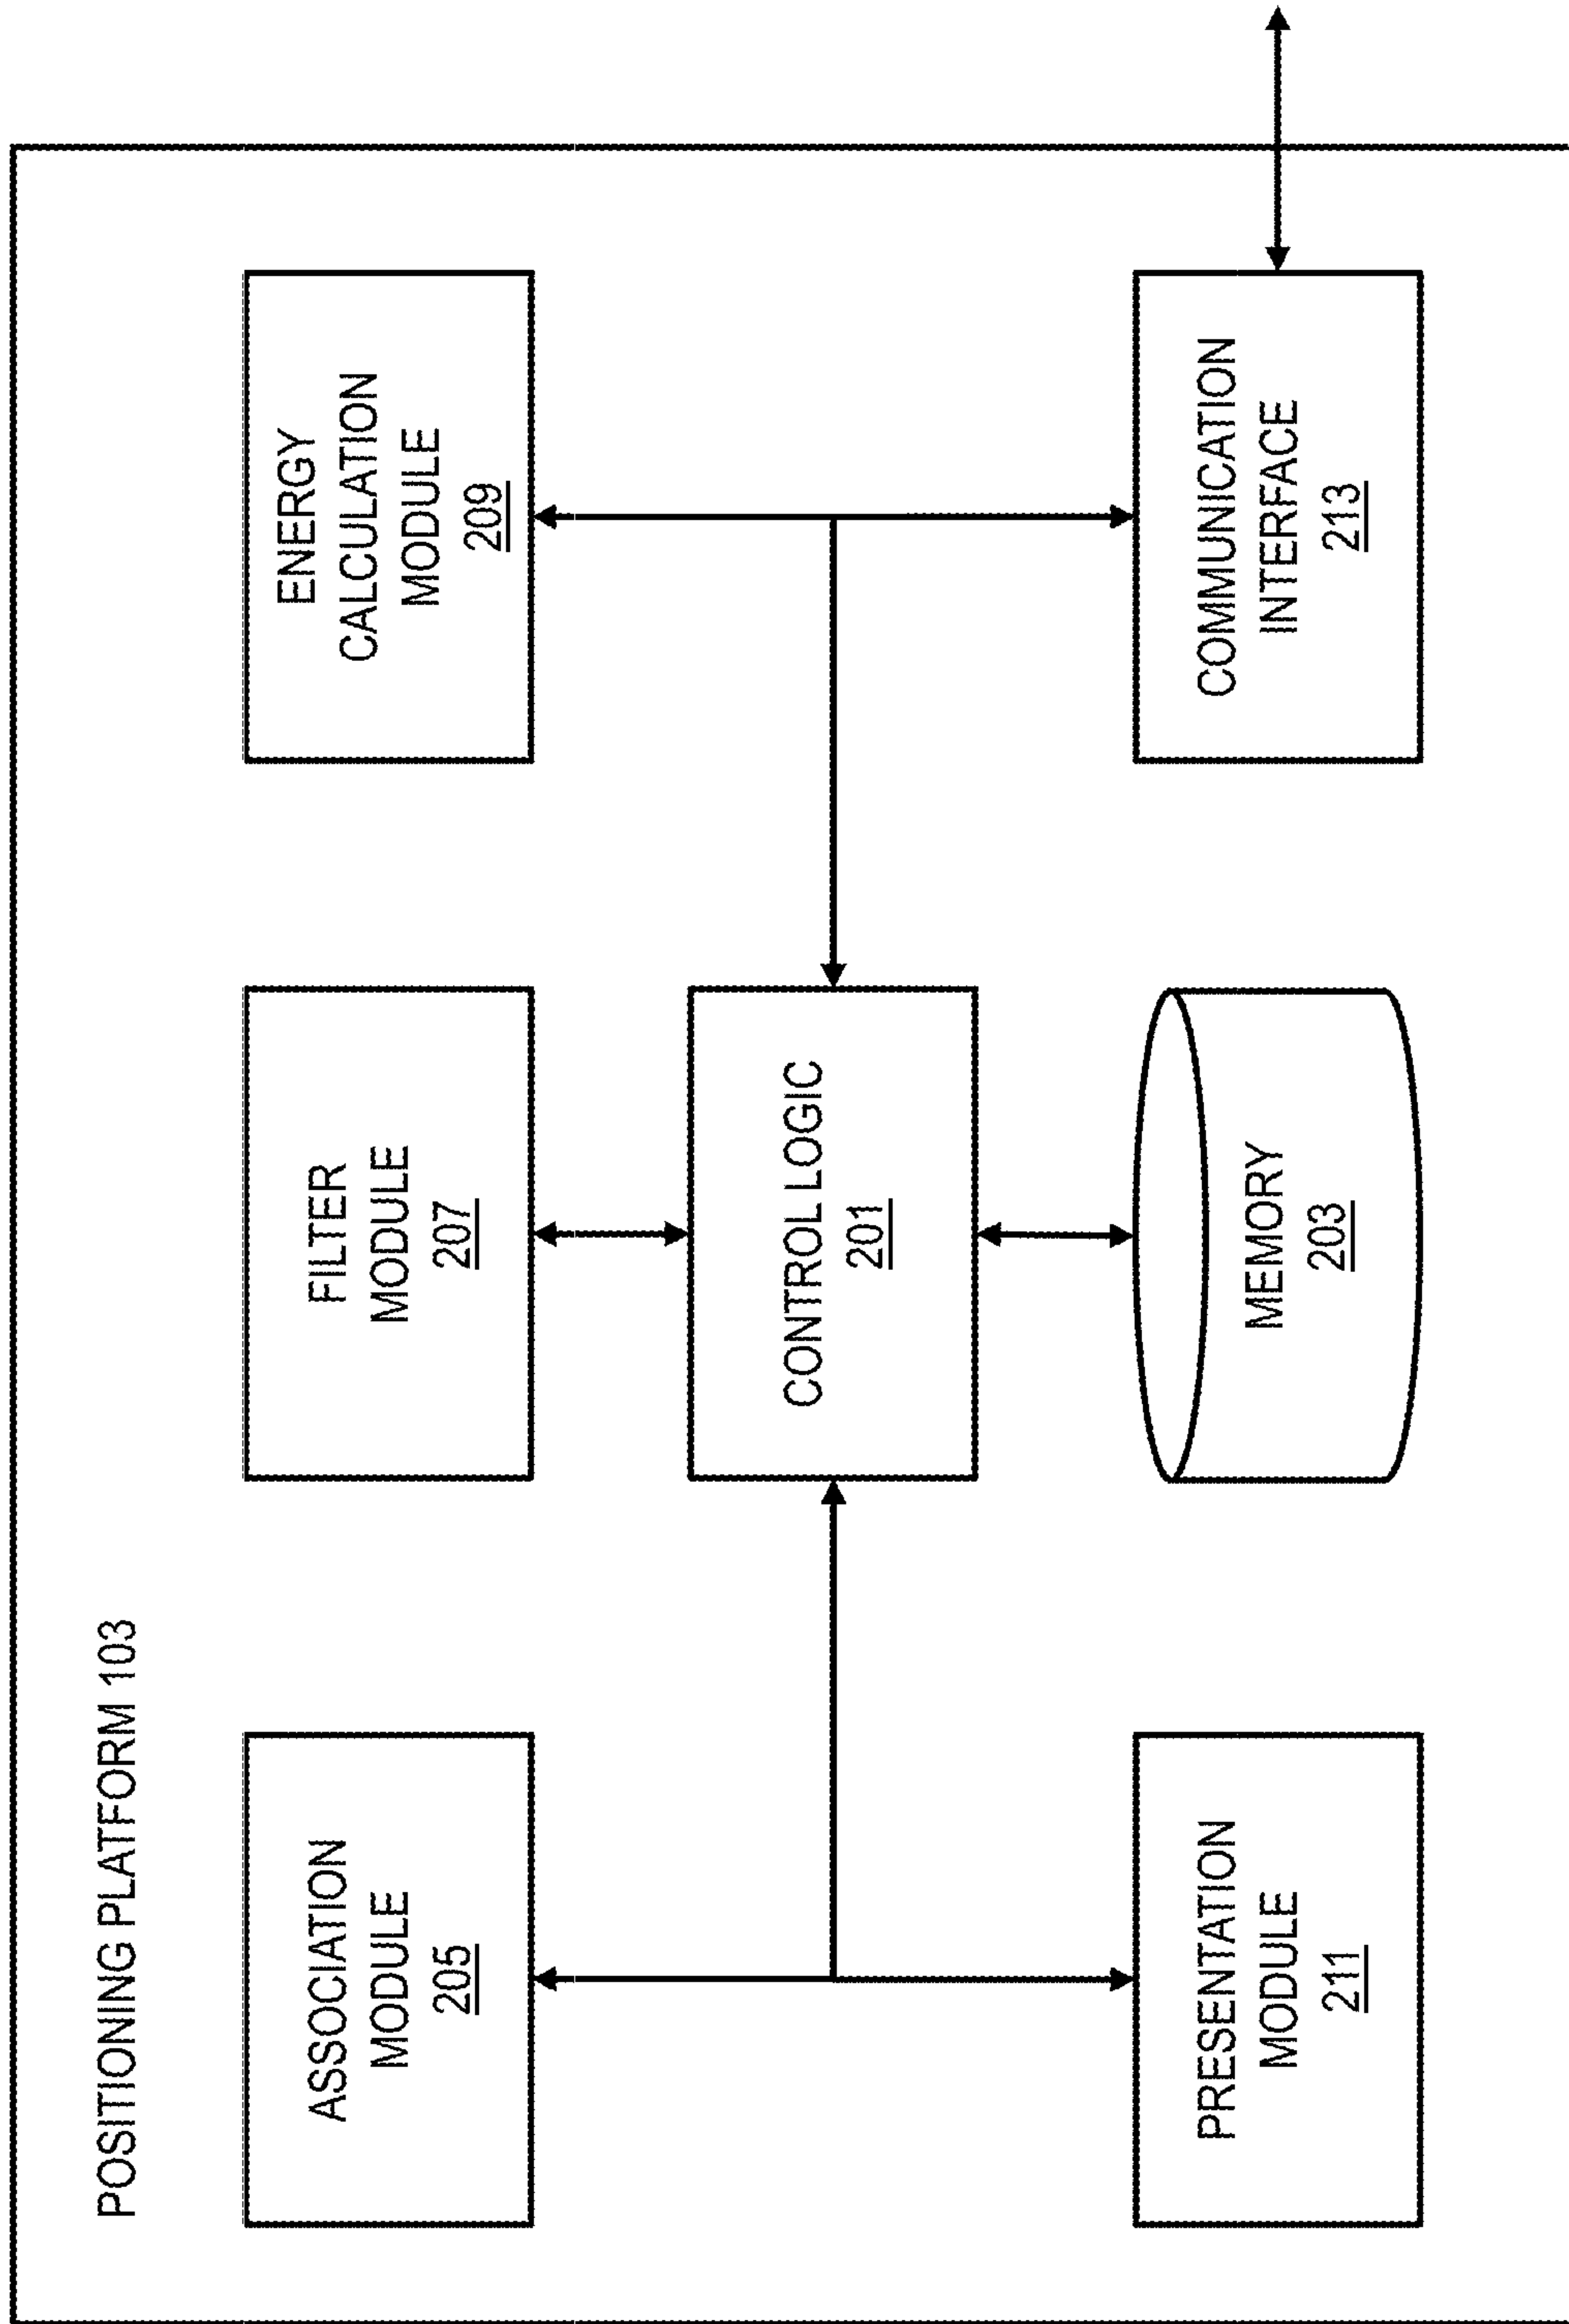 POSITIONING PLATFORM 103
ASSOCIATION
MODULE
205
FILTER
MODULE
207
ENERGY
CALCULATION
MODULE
209
CONTROL LOGIC
201
PRESENTATION
MODULE
211
MEMORY
203
COMMUNICATION
INTERFACE
213